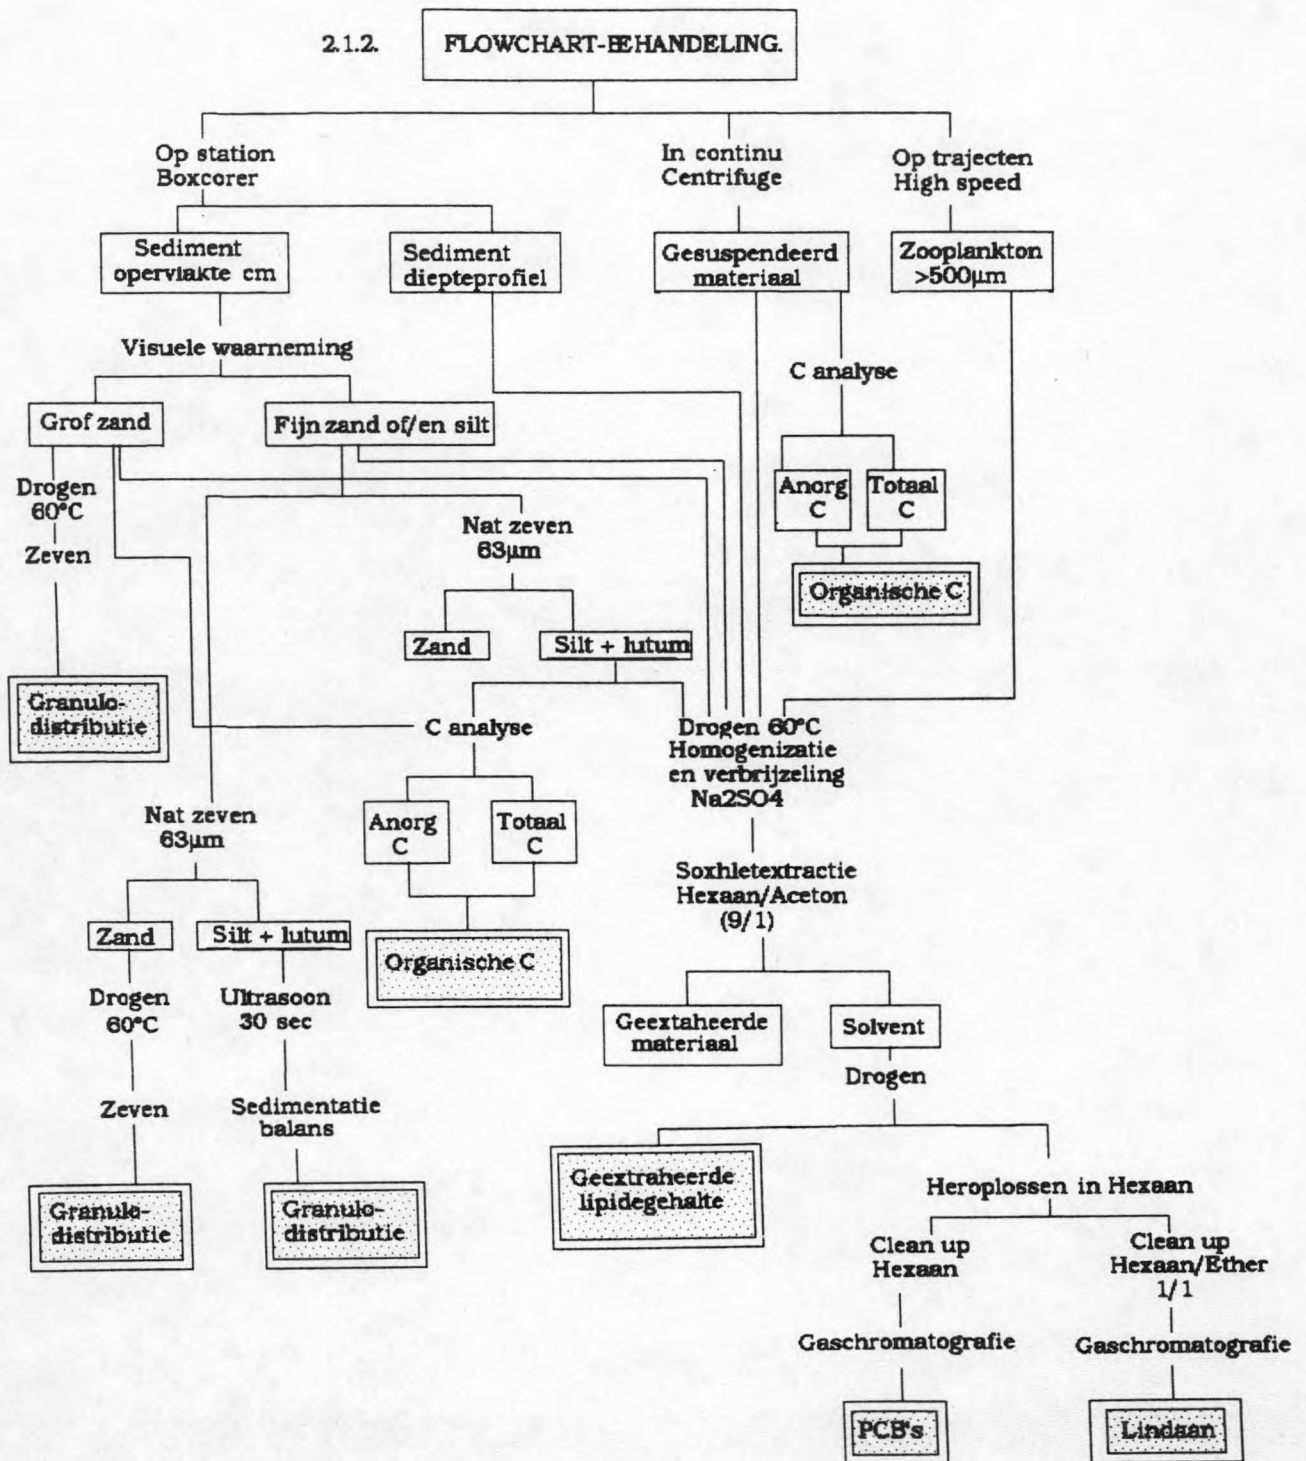 2.1.2.
FLOWCHART-BEHANDELING.
Op station
Boxcorer
In continu
Centrifuge
Op trajecten
High speed
Sediment
opervlakte cm
Sediment
diepteprofiel
Gesuspendeerd
materiaal
Zooplankton
>500µm
Visuele waarneming
C analyse
Grof zand
Fijn zand of/en silt
Drogen
60°C
Zeven
Anorg
C
Totaal
C
Nat zeven
63µm
Organische C
Zand
Silt + lutum
Granulo-
distributie
C analyse
Drogen 60°C
Homogenizatie
en verbrijzeling
Na2SO4
Nat zeven
63µm
Anorg
C
Totaal
C
Soxhletextractie
Hexaan/Aceton
(9/1)
Zand
Silt + lutum
Organische C
Drogen
60°C
Ultrasoon
30 sec
Geextaheerde
materiaal
Solvent
Drogen
Zeven
Sedimentatie
balans
Geextraheerde
lipidegehalte
Heroplossen in Hexaan
Granulo-
distributie
Granulo-
distributie
Clean up
Hexaan
Clean up
Hexaan/Ether
1/1
Gaschromatografie
Gaschromatografie
PCB's
Lindaan